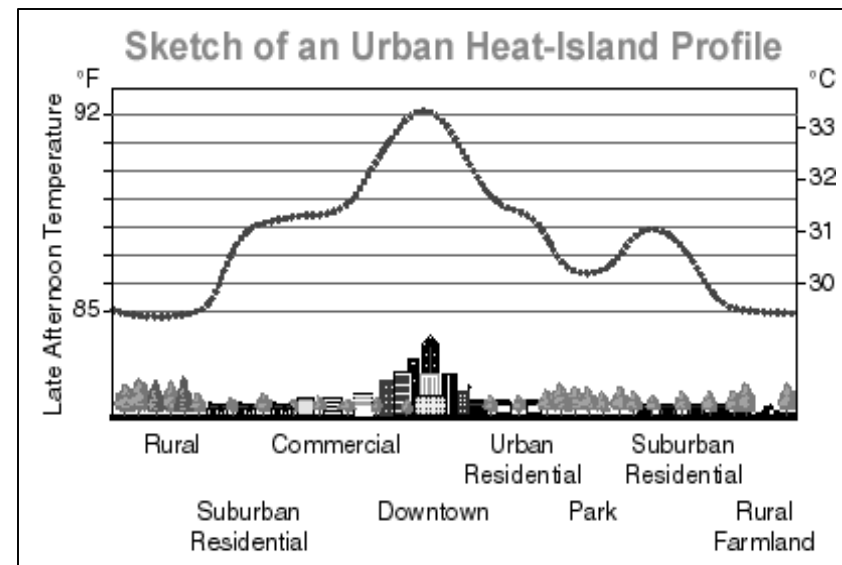 Sketch of an Urban Heat-Island Profile
°F
°C
92
85
33
32
31
30
Late Afternoon Temperature
Rural
Commercial
Urban
Residential
Suburban
Residential
Suburban
Residential
Downtown
Park
Rural
Farmland